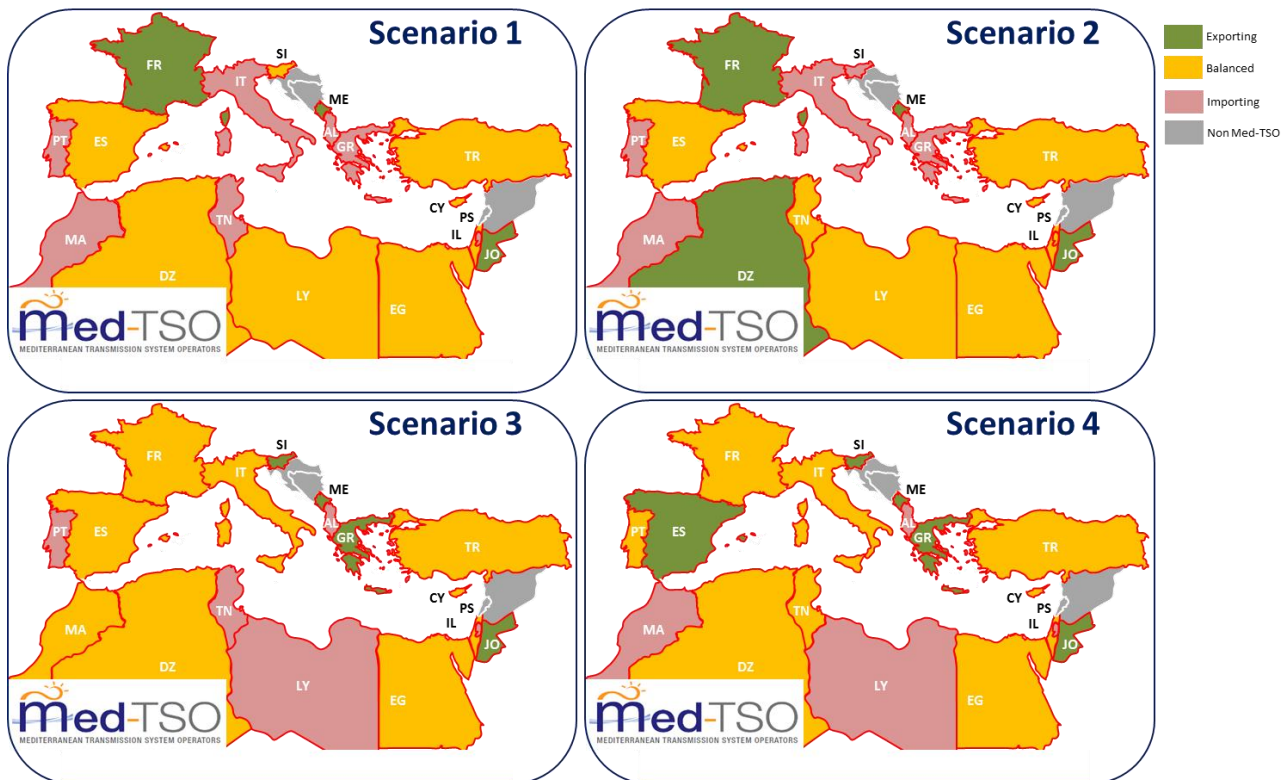 Scenario 1
SI
FR
IT
ME
AL
PT
ES
GR
TR
CY
PS
TN
IL
MA
JO
DZ
LY
EG
Med-TSO
MEDITERRANEAN TRANSMISSION SYSTEM OPERATORS
Scenario 2
SI
FR
IT
ME
AL
PT
ES
GR
TR
CY
PS
TN
IL
MA
JO
DZ
LY
EG
Med-TSO
MEDITERRANEAN TRANSMISSION SYSTEM OPERATORS
Exporting
Balanced
Importing
Non Med-TSO
Scenario 3
SI
FR
IT
ME
AL
PT
ES
GR
TR
CY
PS
TN
IL
MA
JO
DZ
LY
EG
Med-TSO
MEDITERRANEAN TRANSMISSION SYSTEM OPERATORS
Scenario 4
SI
FR
IT
ME
AL
PT
ES
GR
TR
CY
PS
TN
IL
MA
JO
DZ
LY
EG
Med-TSO
MEDITERRANEAN TRANSMISSION SYSTEM OPERATORS